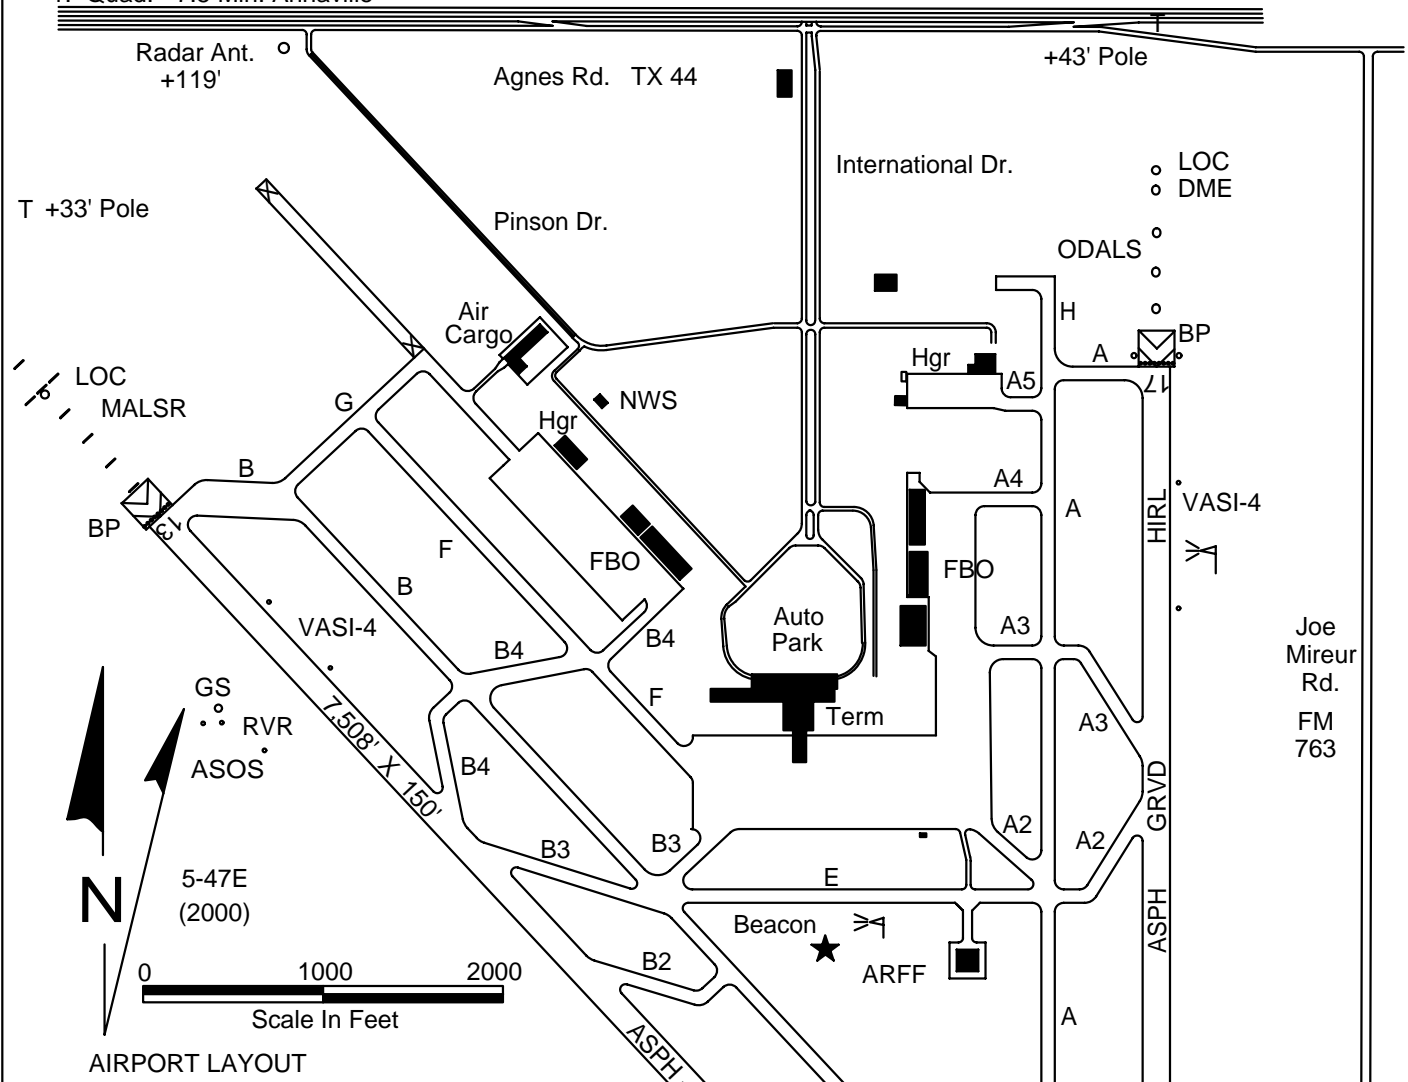 Radar Ant.
+119'
Agnes Rd. TX 44
T
+43' Pole
International Dr.
LOC
DME
T +33' Pole
Pinson Dr.
ODALS
Air
Cargo
H
BP
A
Hgr
A5
17
LOC
MALSR
G
NWS
Hgr
B
A4
A
HIRL
VASI-4
BP
13
F
FBO
FBO
B
VASI-4
Auto
Park
A3
Joe
Mireur
Rd.
FM
763
B4
B4
GS
RVR
ASOS
7,508' X 150'
F
Term
A3
B4
GRVD
B3
B3
A2
A2
N
5-47E
(2000)
E
ASPH
Beacon
ARFF
B2
0 1000 2000
Scale In Feet
ASPH
A
AIRPORT LAYOUT